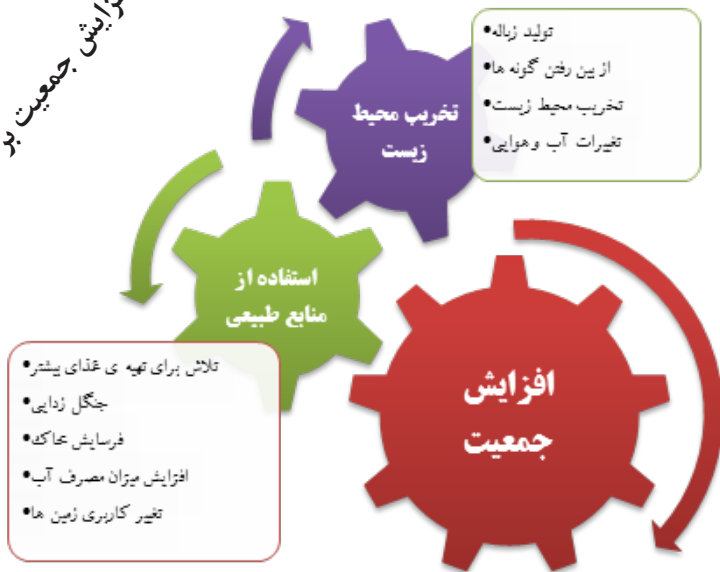 افزایش جمعیت بر
تخریب محیط
زیست
تولید زباله•
از بین رفتن گونه ها•
تخریب محیط زیست•
تغییرات آب و هوایی•
استفاده از
منابع طبیعی
تلاش برای تهیه ی غذای بیشتر•
جنگل زدایی•
فرسایش خاک•
افزایش میزان مصرف آب•
تغییر کاربری زمین ها•
افزایش
جمعیت